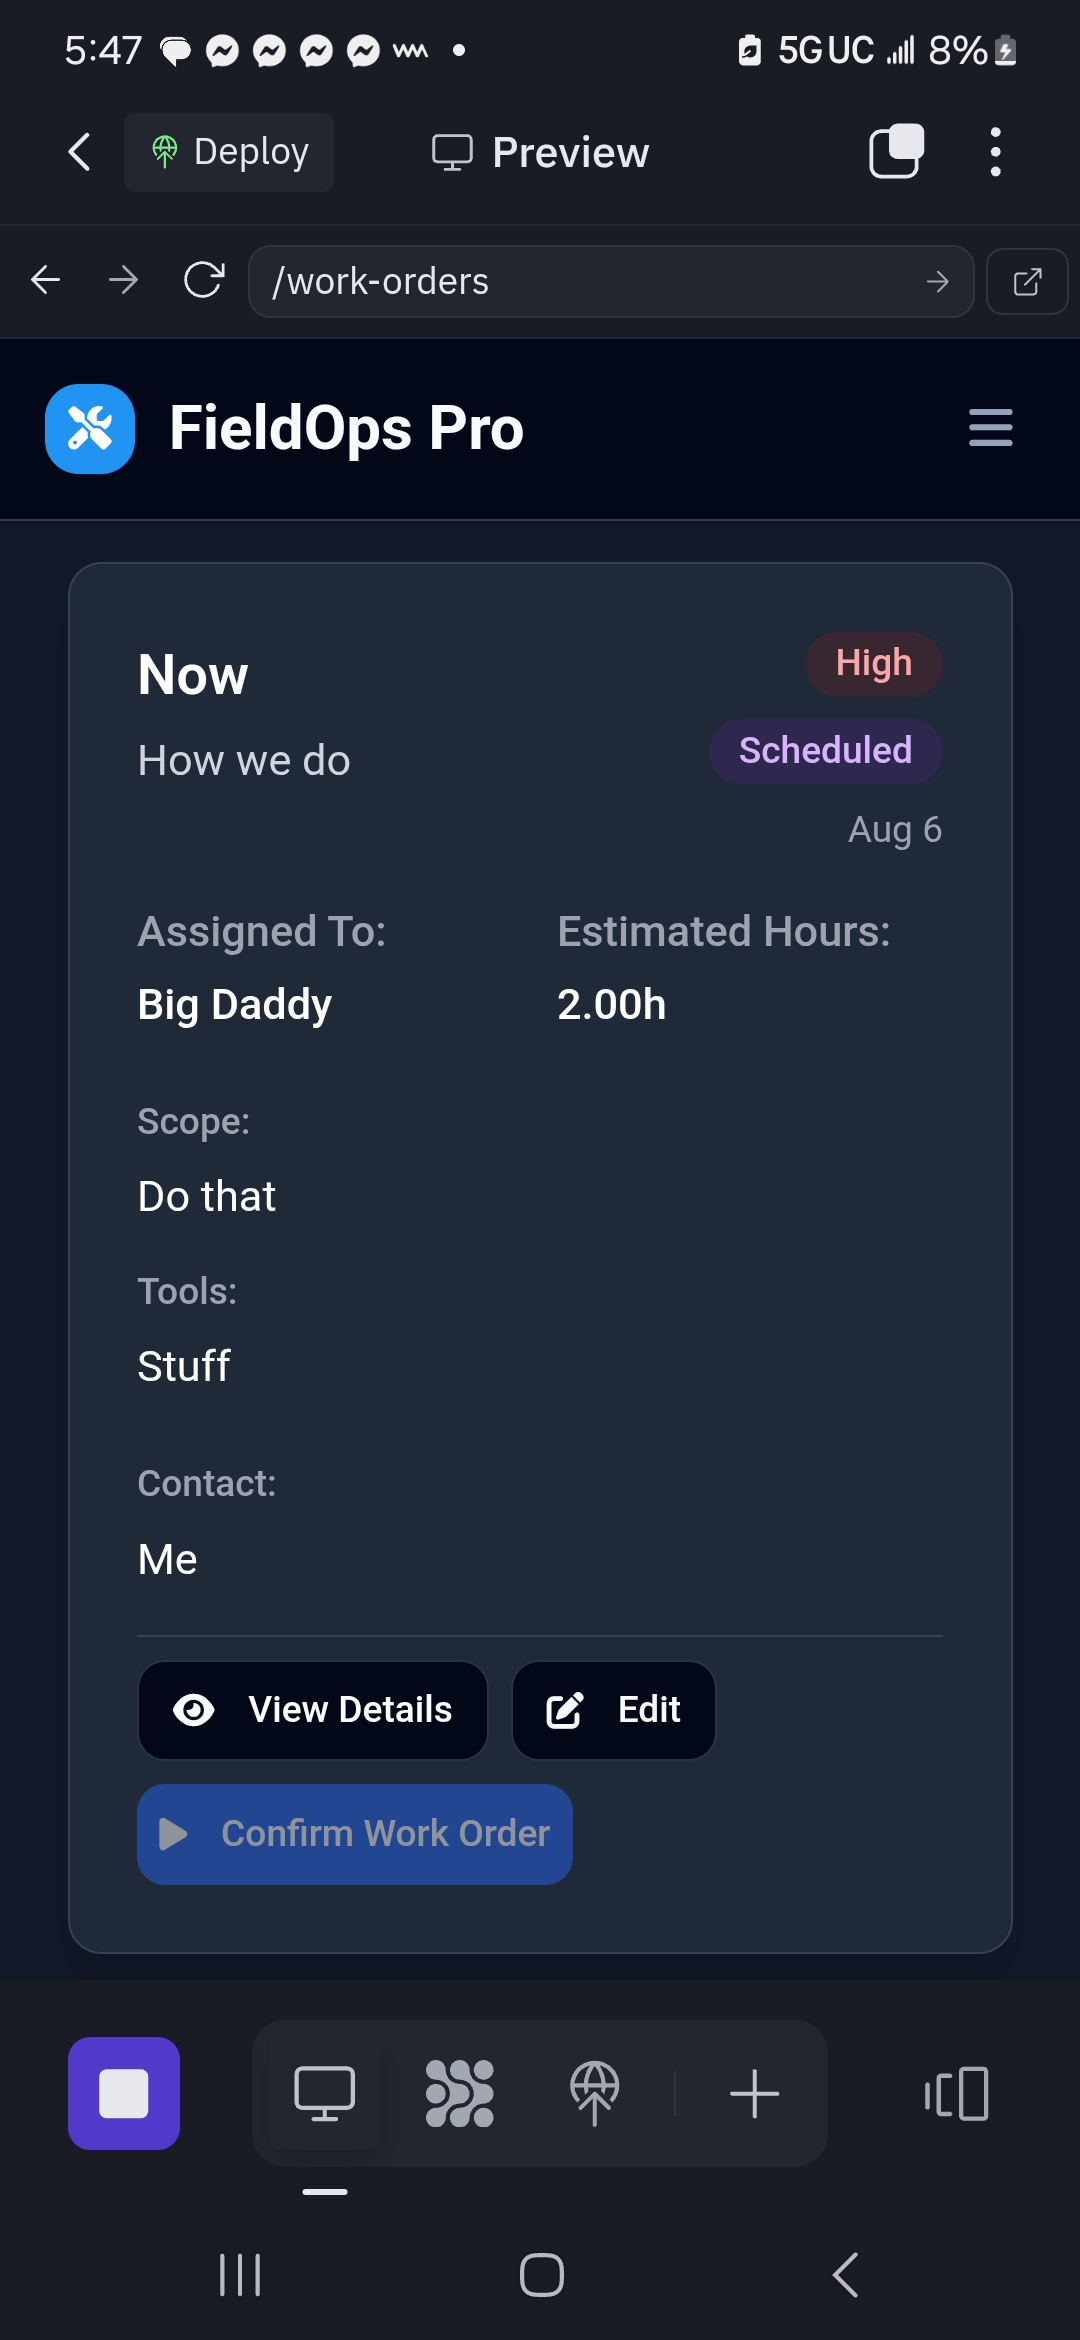 5:47
5G UC 8%
Deploy
Preview
/work-orders
FieldOps Pro
Now
High
How we do
Scheduled
Aug 6
Assigned To:
Estimated Hours:
Big Daddy
2.00h
Scope:
Do that
Tools:
Stuff
Contact:
Me
View Details
Edit
Confirm Work Order